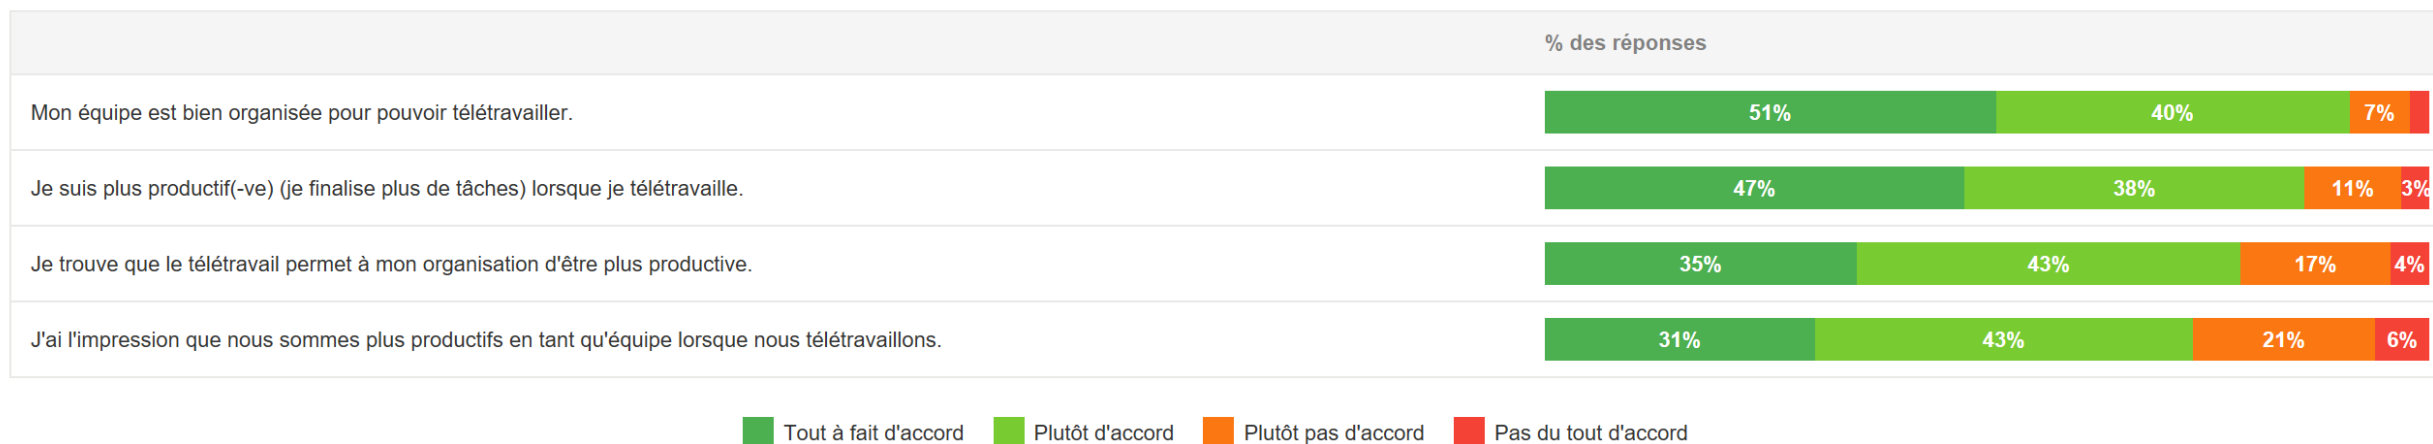 % des réponses
Mon équipe est bien organisée pour pouvoir télétravailler. 51% 40% 7%
Je suis plus productif(-ve) (je finalise plus de tâches) lorsque je télétravaille. 47% 38% 11% 3%
Je trouve que le télétravail permet à mon organisation d'être plus productive. 35% 43% 17% 4%
J'ai l'impression que nous sommes plus productifs en tant qu'équipe lorsque nous télétravaillons. 31% 43% 21% 6%
Tout à fait d'accord Plutôt d'accord Plutôt pas d'accord Pas du tout d'accord